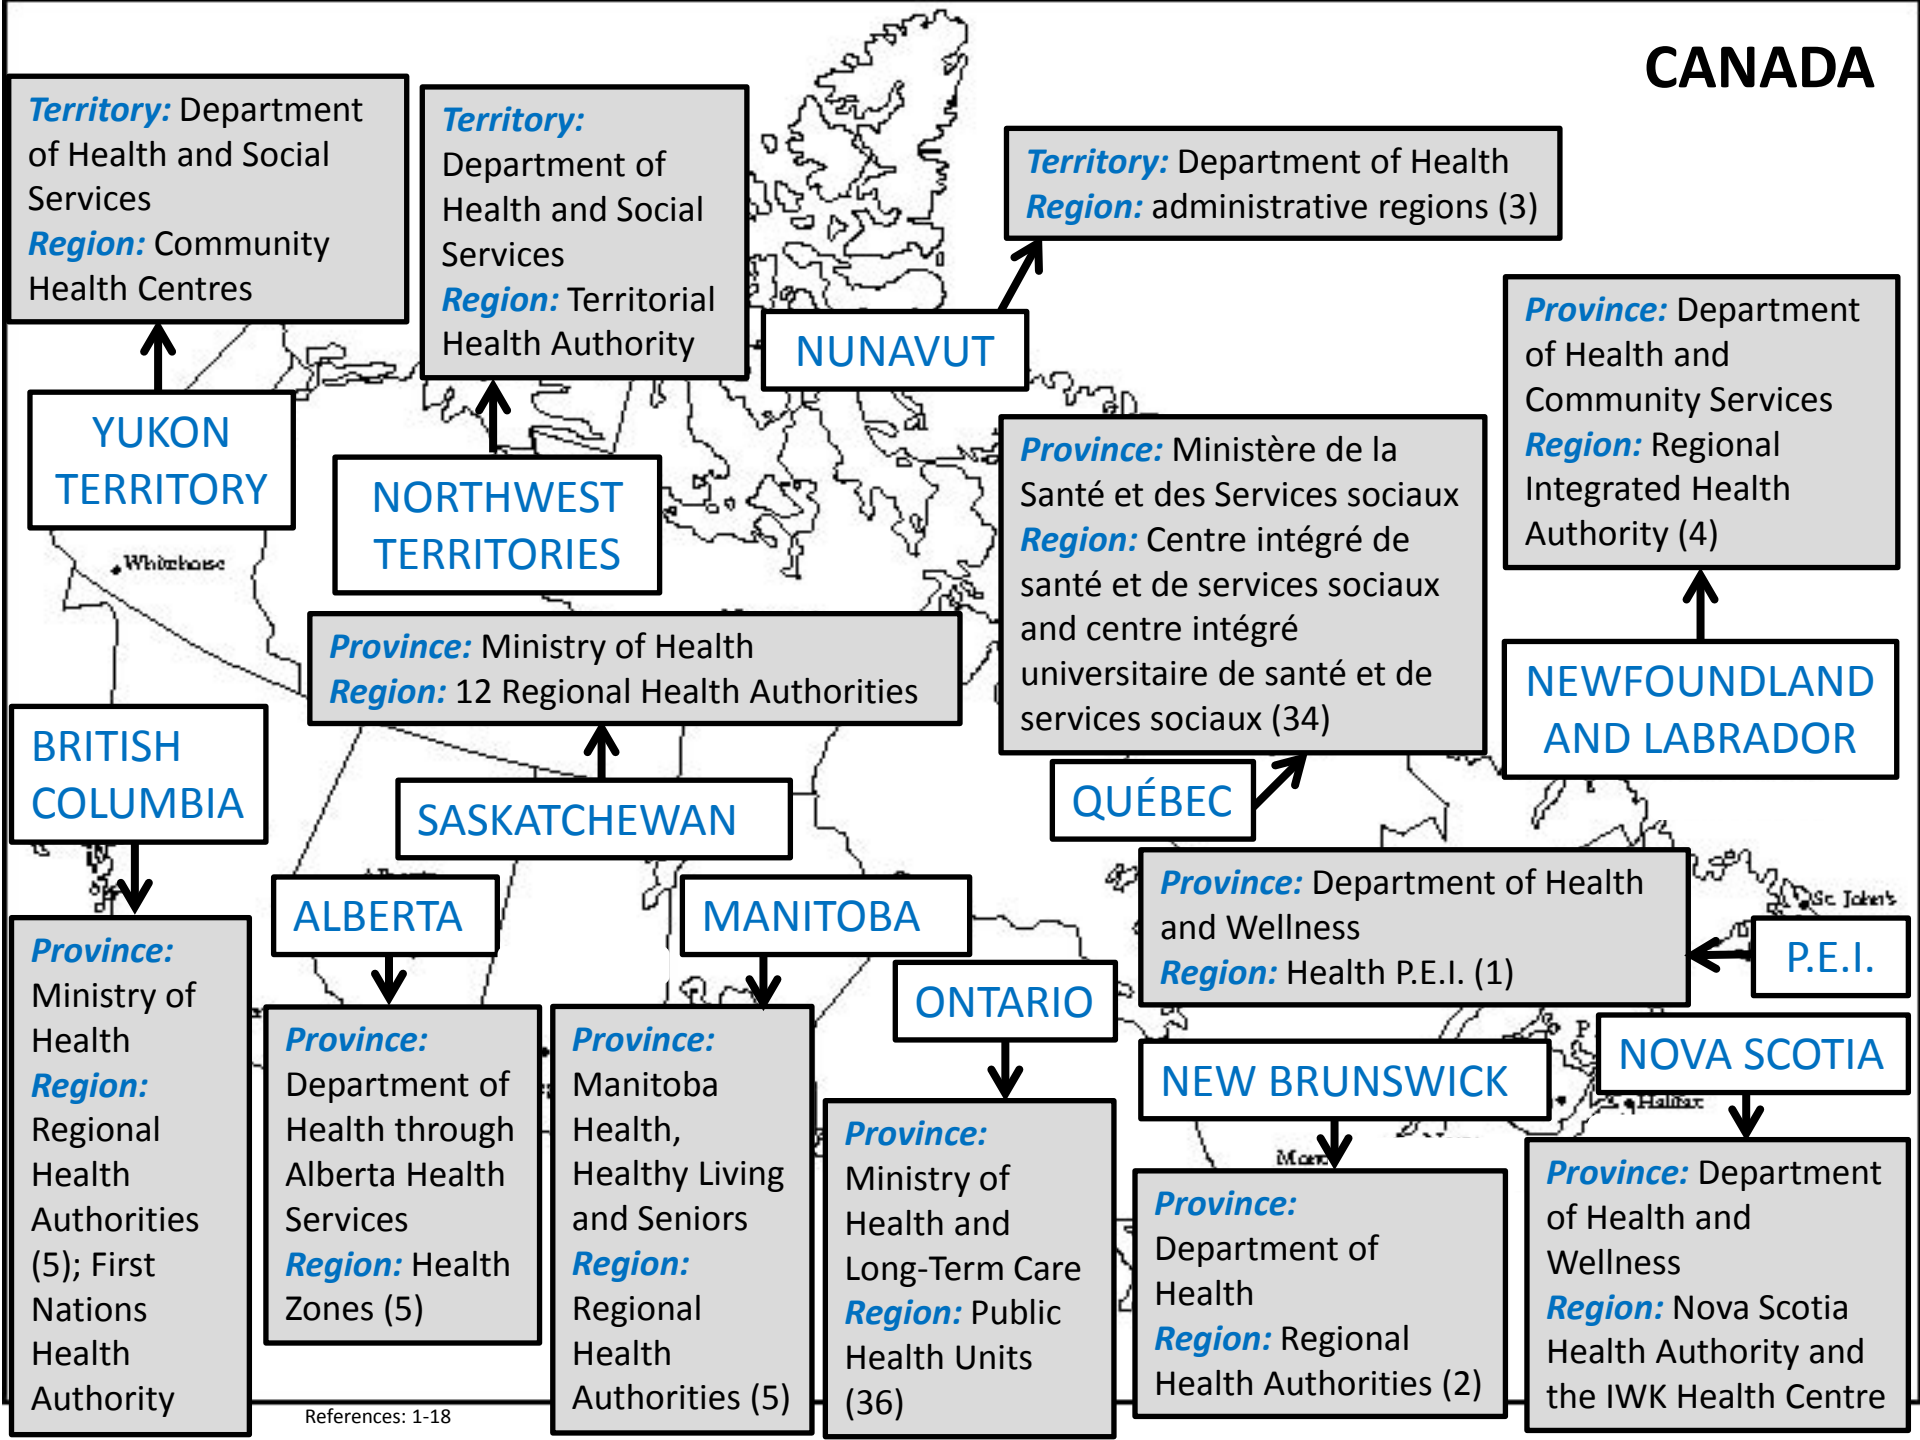 CANADA
Territory: Department
of Health and Social
Services
Region: Community
Health Centres
YUKON
TERRITORY
Territory:
Department of
Health and Social
Services
Region: Territorial
Health Authority
NORTHWEST
TERRITORIES
Territory: Department of Health
Region: administrative regions (3)
NUNAVUT
Province: Department
of Health and
Community Services
Region: Regional
Integrated Health
Authority (4)
NEWFOUNDLAND
AND LABRADOR
Province: Ministère de la
Santé et des Services sociaux
Region: Centre intégré de
santé et de services sociaux
and centre intégré
universitaire de santé et de
services sociaux (34)
QUÉBEC
Whitehorse
Province: Ministry of Health
Region: 12 Regional Health Authorities
SASKATCHEWAN
BRITISH
COLUMBIA
Province:
Ministry of
Health
Region:
Regional
Health
Authorities
(5); First
Nations
Health
Authority
ALBERTA
Province:
Department of
Health through
Alberta Health
Services
Region: Health
Zones (5)
MANITOBA
Province:
Manitoba
Health,
Healthy Living
and Seniors
Region:
Regional
Health
Authorities (5)
ONTARIO
Province:
Ministry of
Health and
Long-Term Care
Region: Public
Health Units
(36)
Province: Department of Health
and Wellness
Region: Health P.E.I. (1)
P.E.I.
St. John's
NEW BRUNSWICK
Province:
Department of
Health
Region: Regional
Health Authorities (2)
NOVA SCOTIA
Halifax
Province: Department
of Health and
Wellness
Region: Nova Scotia
Health Authority and
the IWK Health Centre
References: 1-18